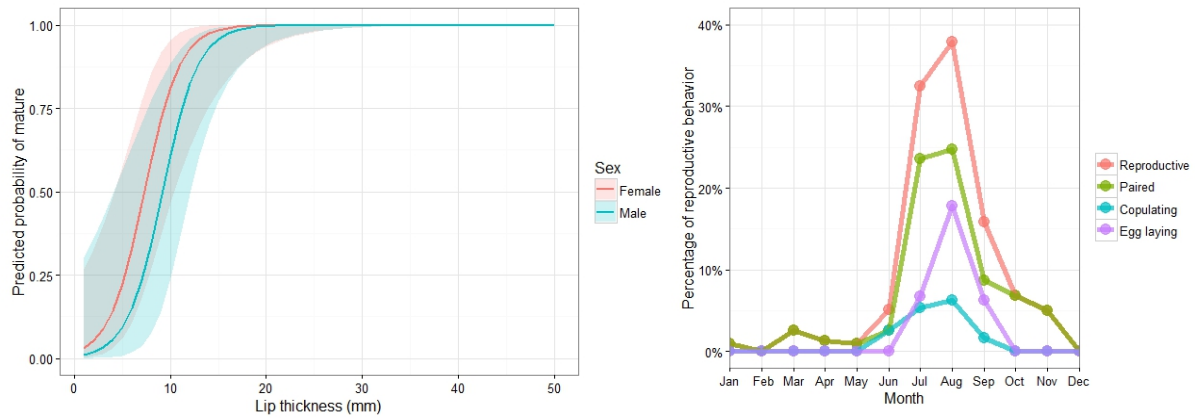 Predicted probability of mature
1.00
0.75
0.50
0.25
0.00
0 10 20 30 40 50
Lip thickness (mm)
Sex
Female
Male
Percentage of reproductive behavior
40%
30%
20%
10%
0%
Jan Feb Mar Apr May Jun Jul Aug Sep Oct Nov Dec
Month
Reproductive
Paired
Copulating
Egg laying